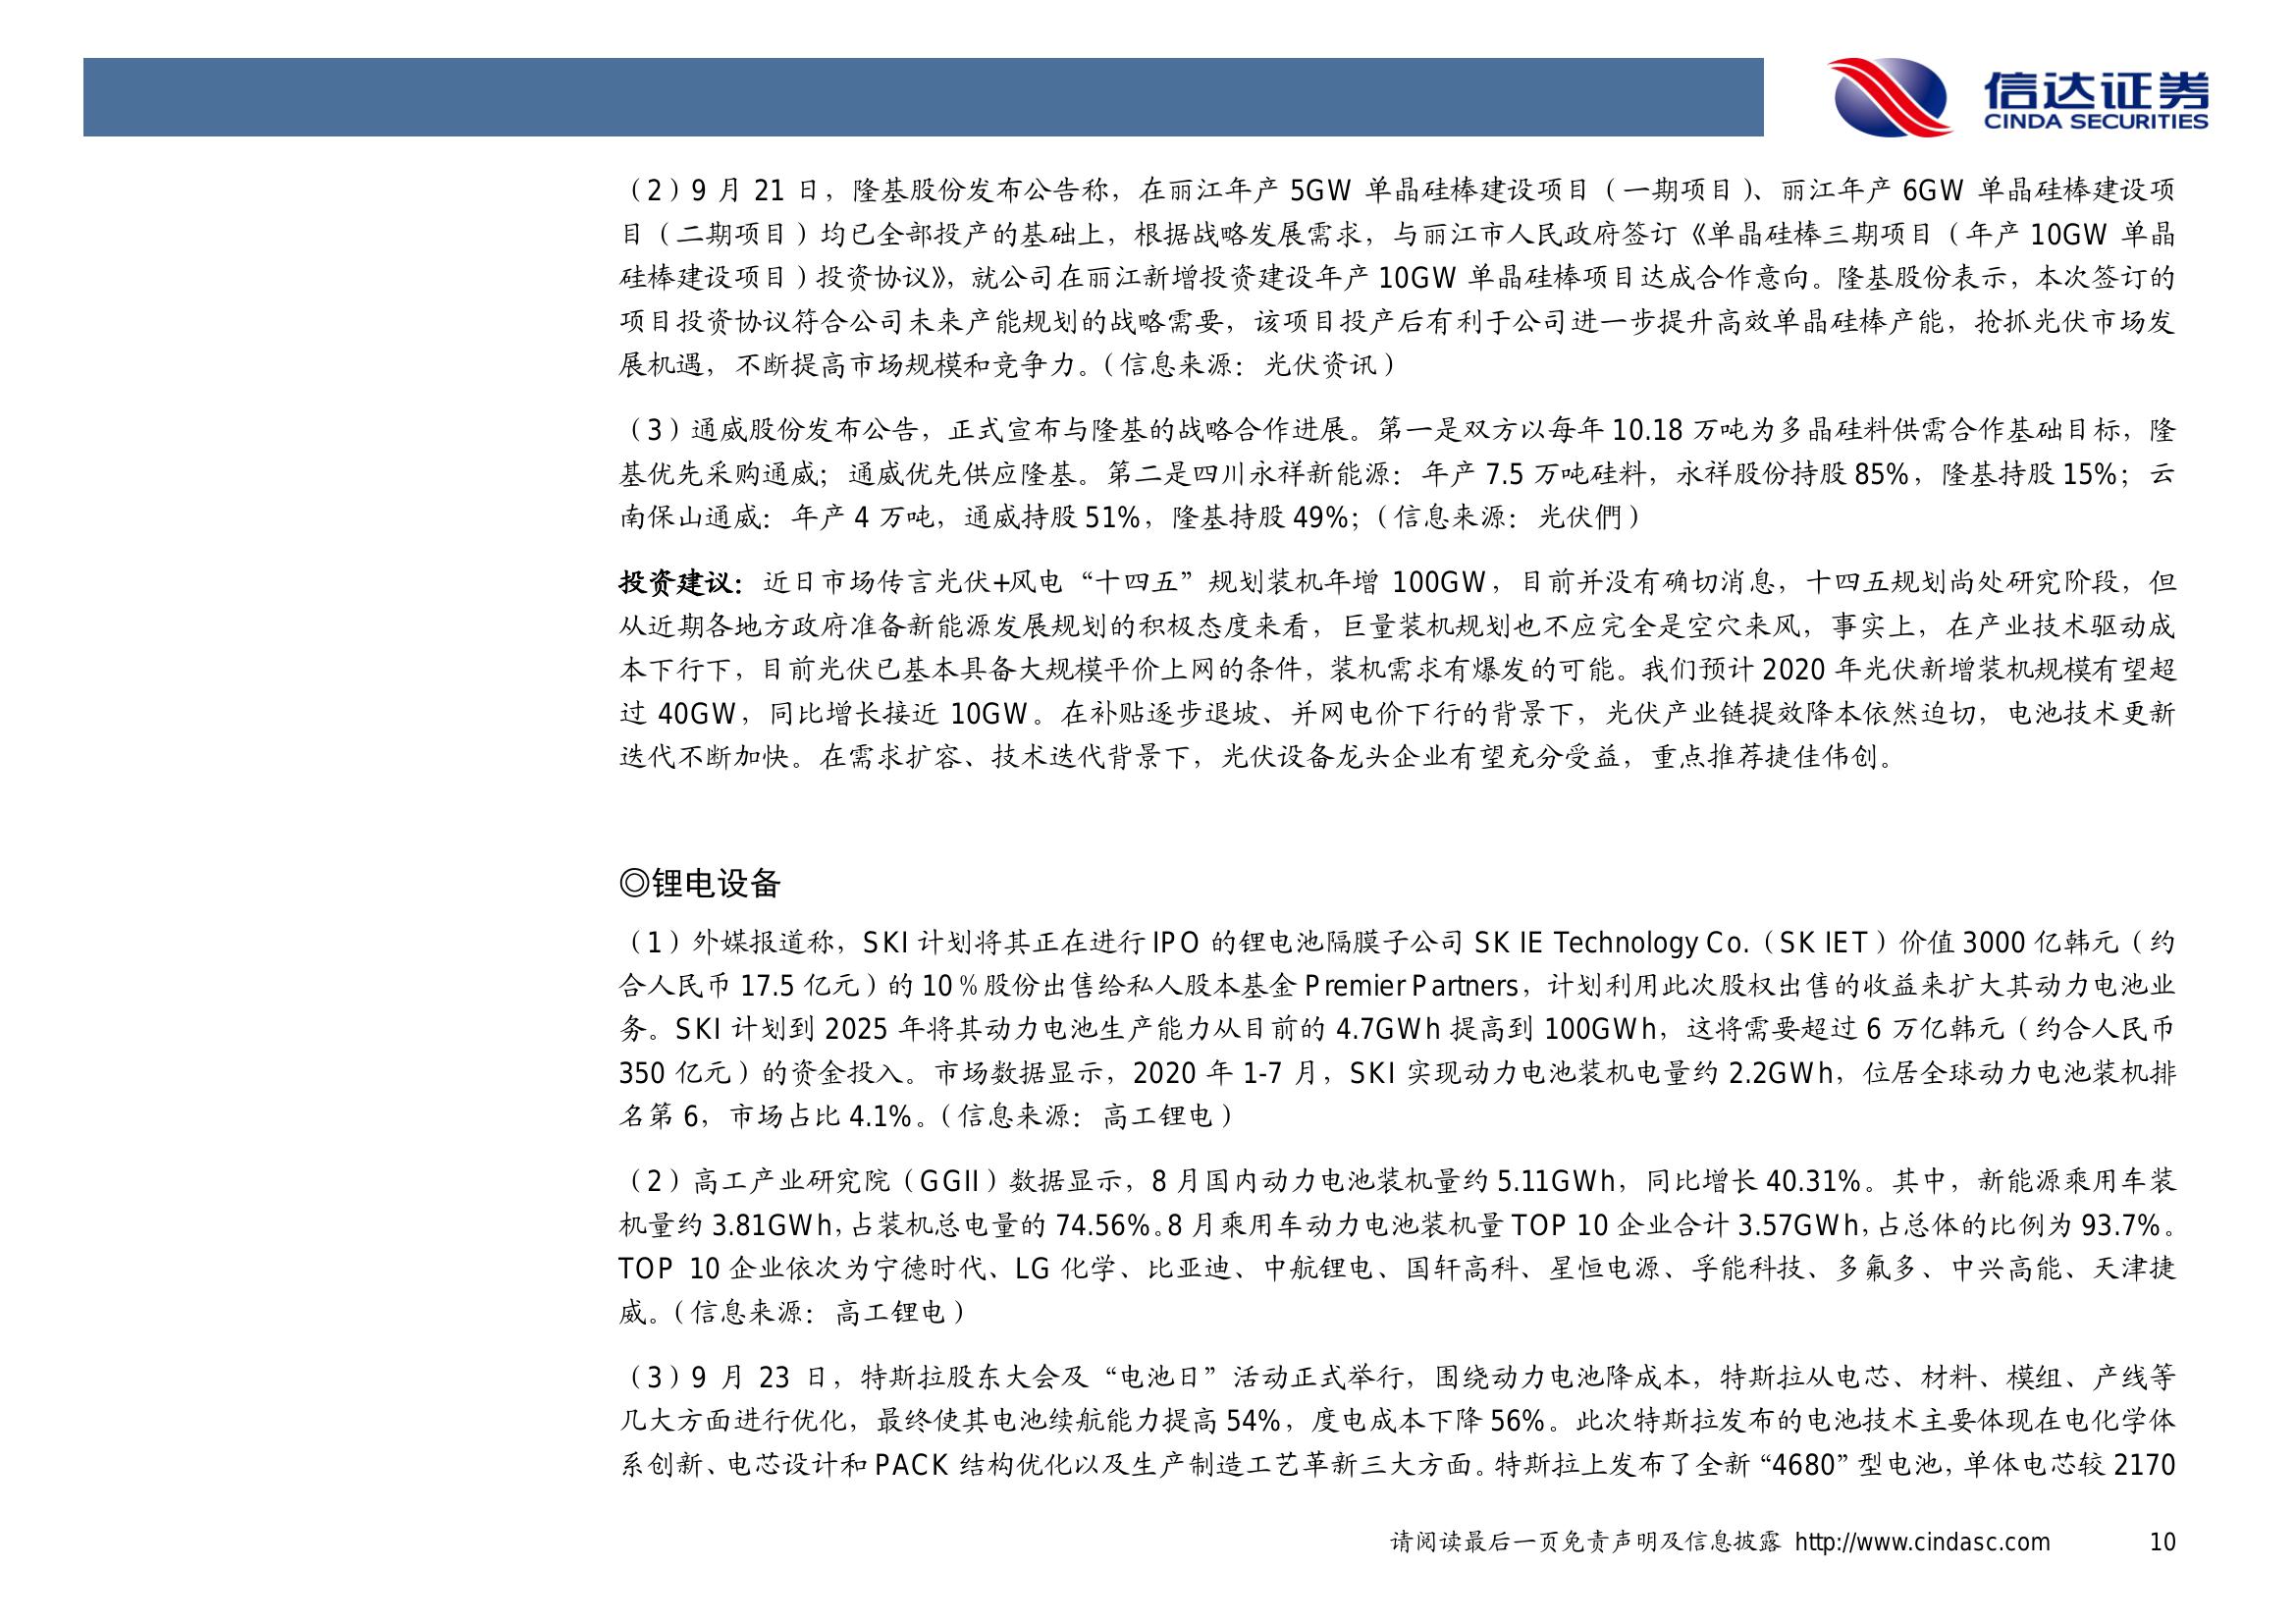 信达证券
CINDA SECURITIES
（2）9 月 21 日，隆基股份发布公告称，在丽江年产 5GW 单晶硅棒建设项目（一期项目）、丽江年产 6GW 单晶硅棒建设项
目（二期项目）均已全部投产的基础上，根据战略发展需求，与丽江市人民政府签订《单晶硅棒三期项目（年产 10GW 单晶
硅棒建设项目）投资协议》，就公司在丽江新增投资建设年产 10GW 单晶硅棒项目达成合作意向。隆基股份表示，本次签订的
项目投资协议符合公司未来产能规划的战略需要，该项目投产后有利于公司进一步提升高效单晶硅棒产能，抢抓光伏市场发
展机遇，不断提高市场规模和竞争力。（信息来源：光伏资讯）
（3）通威股份发布公告，正式宣布与隆基的战略合作进展。第一是双方以每年 10.18 万吨为多晶硅料供需合作基础目标，隆
基优先采购通威；通威优先供应隆基。第二是四川永祥新能源：年产 7.5 万吨硅料，永祥股份持股 85%，隆基持股 15%；云
南保山通威：年产 4 万吨，通威持股 51%，隆基持股 49%；（信息来源：光伏們）
投资建议：近日市场传言光伏+风电“十四五”规划装机年增 100GW，目前并没有确切消息，十四五规划尚处研究阶段，但
从近期各地方政府准备新能源发展规划的积极态度来看，巨量装机规划也不应完全是空穴来风，事实上，在产业技术驱动成
本下行下，目前光伏已基本具备大规模平价上网的条件，装机需求有爆发的可能。我们预计 2020 年光伏新增装机规模有望超
过 40GW，同比增长接近 10GW。在补贴逐步退坡、并网电价下行的背景下，光伏产业链提效降本依然迫切，电池技术更新
迭代不断加快。在需求扩容、技术迭代背景下，光伏设备龙头企业有望充分受益，重点推荐捷佳伟创。
◎锂电设备
（1）外媒报道称，SKI 计划将其正在进行 IPO 的锂电池隔膜子公司 SK IE Technology Co.（SK IET）价值 3000 亿韩元（约
合人民币 17.5 亿元）的 10％股份出售给私人股本基金 Premier Partners，计划利用此次股权出售的收益来扩大其动力电池业
务。SKI 计划到 2025 年将其动力电池生产能力从目前的 4.7GWh 提高到 100GWh，这将需要超过 6 万亿韩元（约合人民币
350 亿元）的资金投入。市场数据显示，2020 年 1-7 月，SKI 实现动力电池装机电量约 2.2GWh，位居全球动力电池装机排
名第 6，市场占比 4.1%。（信息来源：高工锂电）
（2）高工产业研究院（GGII）数据显示，8 月国内动力电池装机量约 5.11GWh，同比增长 40.31%。其中，新能源乘用车装
机量约 3.81GWh，占装机总电量的 74.56%。8 月乘用车动力电池装机量 TOP 10 企业合计 3.57GWh，占总体的比例为 93.7%。
TOP 10 企业依次为宁德时代、LG 化学、比亚迪、中航锂电、国轩高科、星恒电源、孚能科技、多氟多、中兴高能、天津捷
威。（信息来源：高工锂电）
（3）9 月 23 日，特斯拉股东大会及“电池日”活动正式举行，围绕动力电池降成本，特斯拉从电芯、材料、模组、产线等
几大方面进行优化，最终使其电池续航能力提高 54%，度电成本下降 56%。此次特斯拉发布的电池技术主要体现在电化学体
系创新、电芯设计和 PACK 结构优化以及生产制造工艺革新三大方面。特斯拉上发布了全新“4680”型电池，单体电芯较 2170
请阅读最后一页免责声明及信息披露 http://www.cindasc.com 10